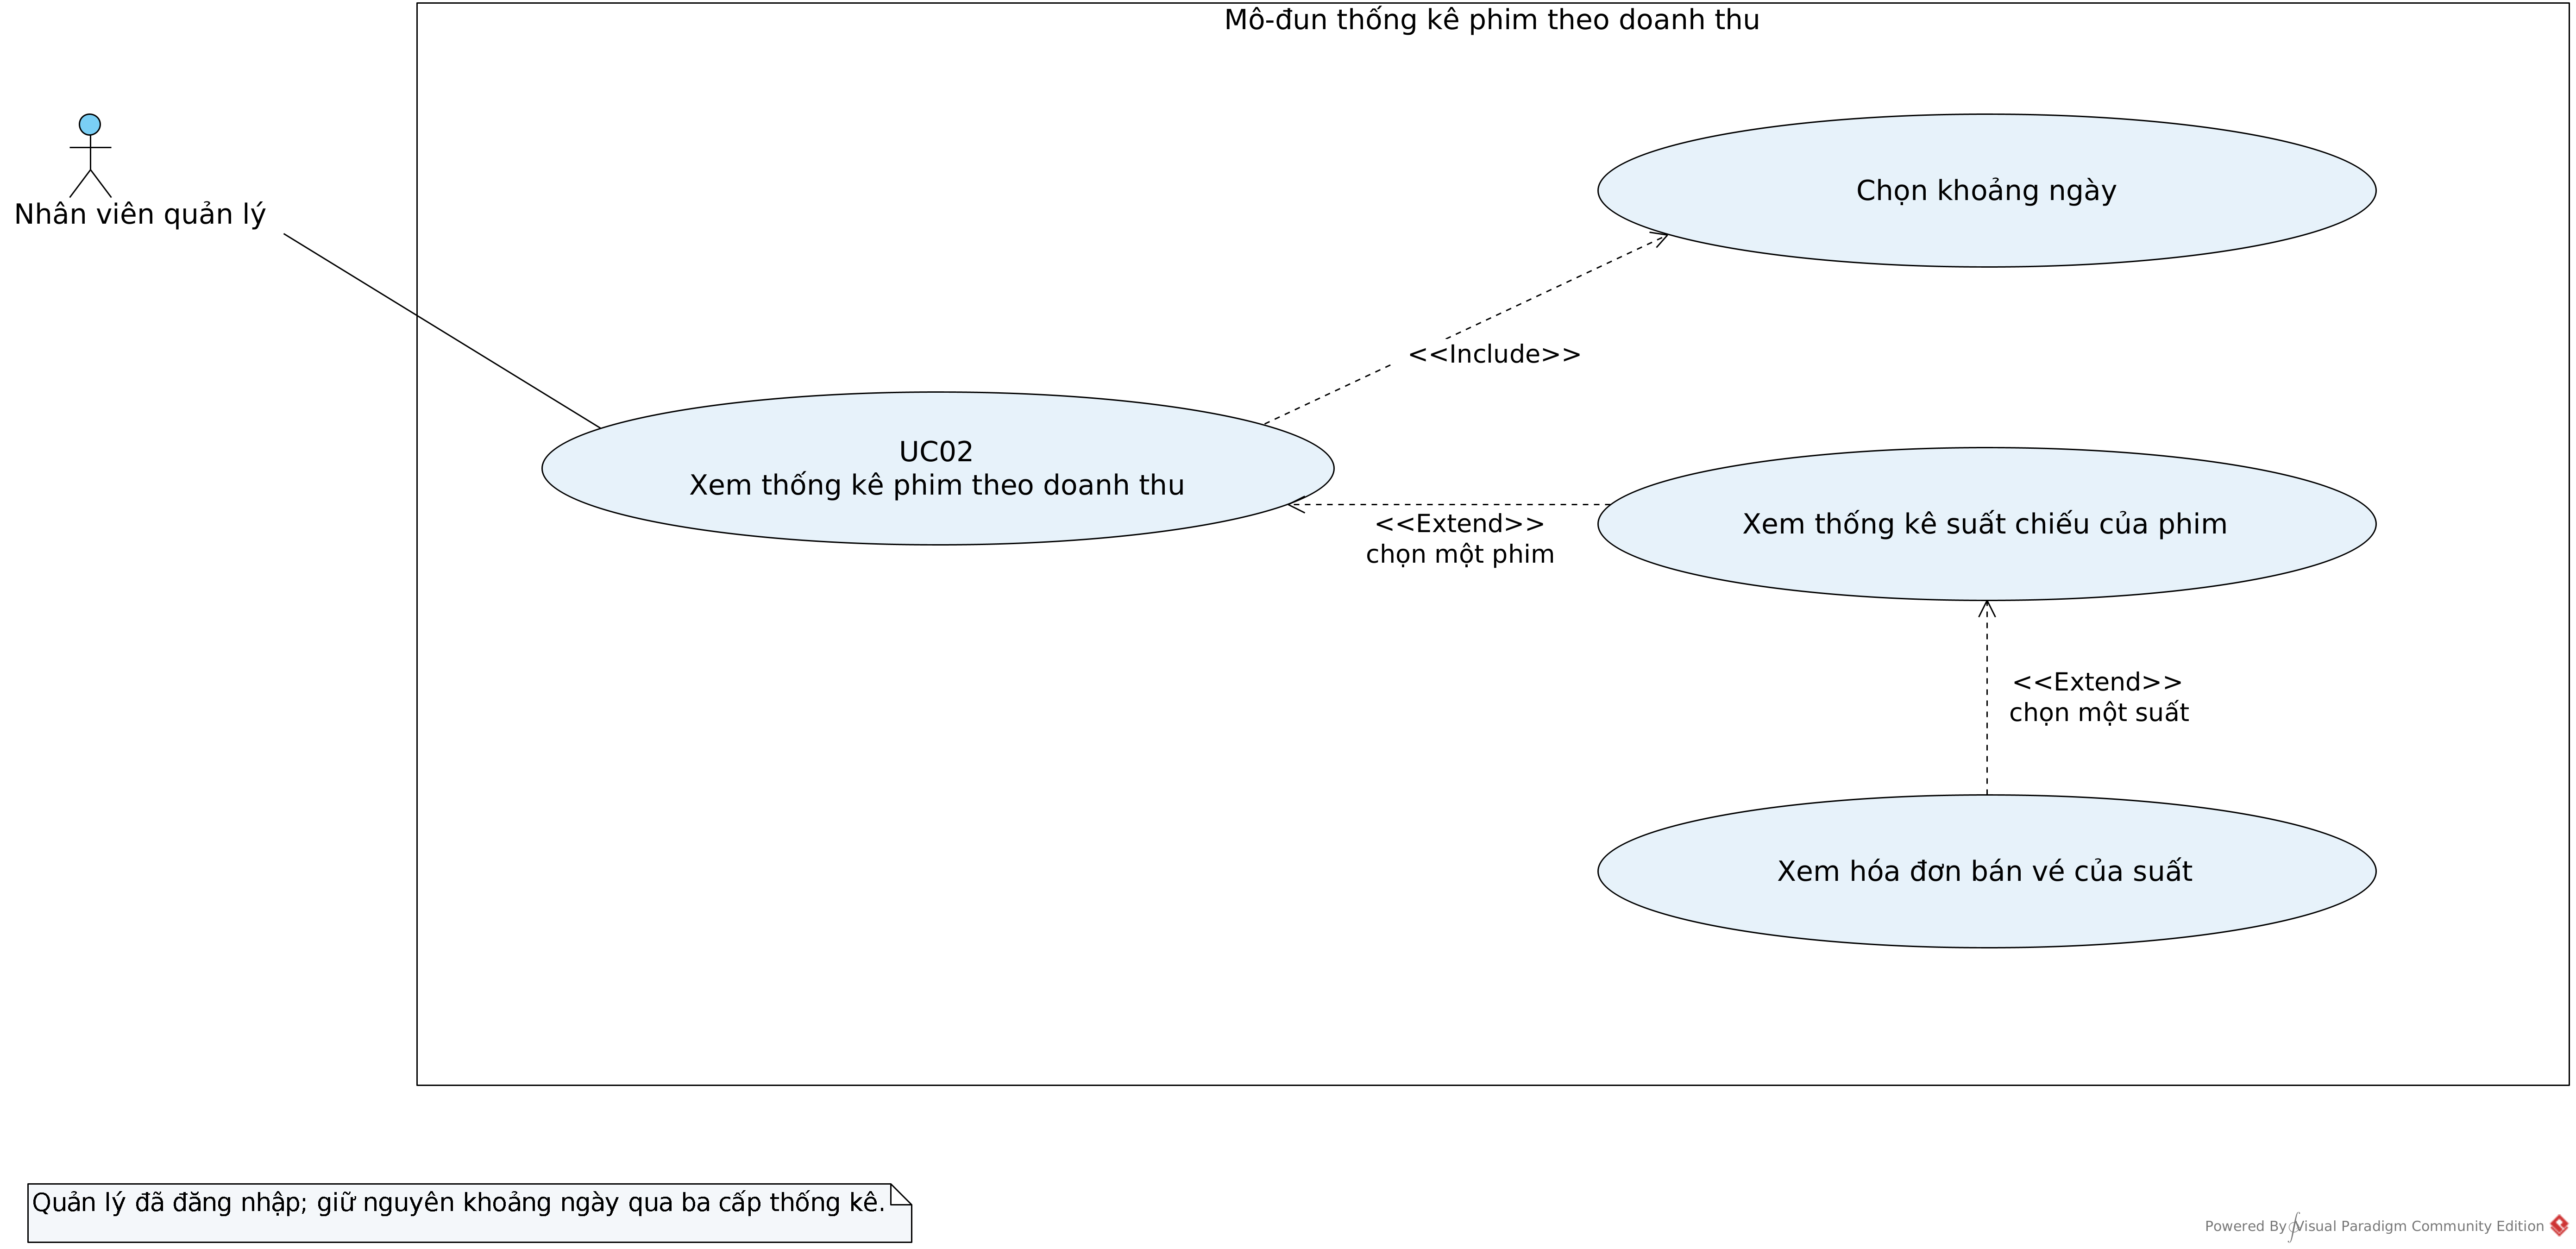 Mô-đun thống kê phim theo doanh thu
Nhân viên quản lý
Chọn khoảng ngày
<<Include>>
UC02
Xem thống kê phim theo doanh thu
<<Extend>>
chọn một phim
Xem thống kê suất chiếu của phim
<<Extend>>
chọn một suất
Xem hóa đơn bán vé của suất
Quản lý đã đăng nhập; giữ nguyên khoảng ngày qua ba cấp thống kê.
Powered By Visual Paradigm Community Edition